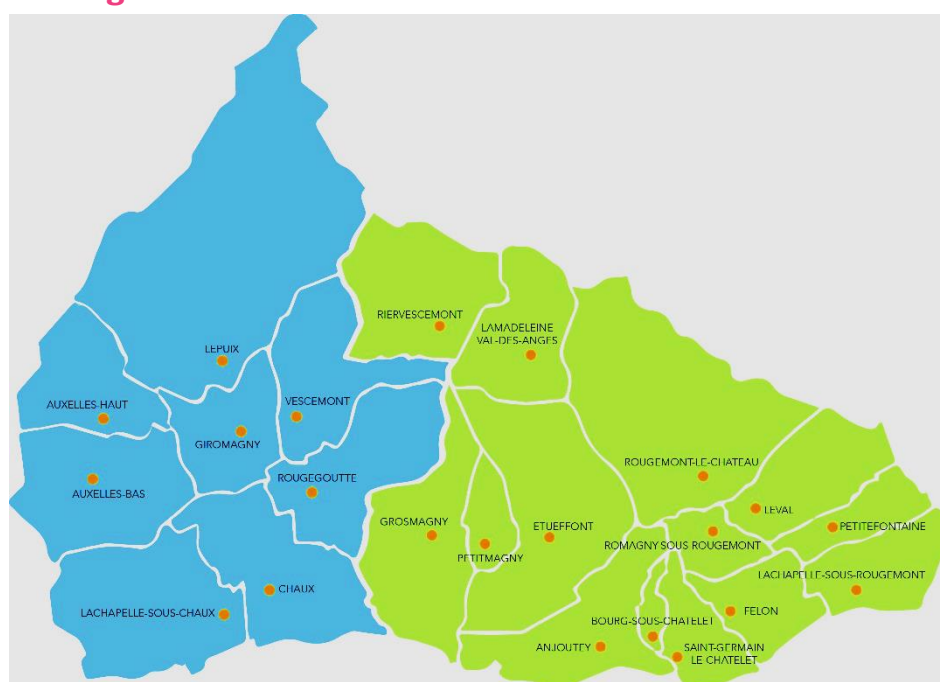 g
RIERVESCEMONT
LAMADELEINE
VAL-DES-ANGES
LEPUIX
AUXELLES-HAUT
VESCEMONT
GIROMAGNY
ROUGEMONT-LE-CHATEAU
ROUGEGOUTTE
AUXELLES-BAS
LEVAL
GROSMAGNY
ETUEFFONT
PETITEFONTAINE
ROMAGNY SOUS ROUGEMONT
PETITMAGNY
LACHAPELLE-SOUS-ROUGEMONT
CHAUX
LACHAPELLE-SOUS-CHAUX
FELON
BOURG-SOUS-CHATELET
ANJOUTEY
SAINT-GERMAIN
LE CHATELET